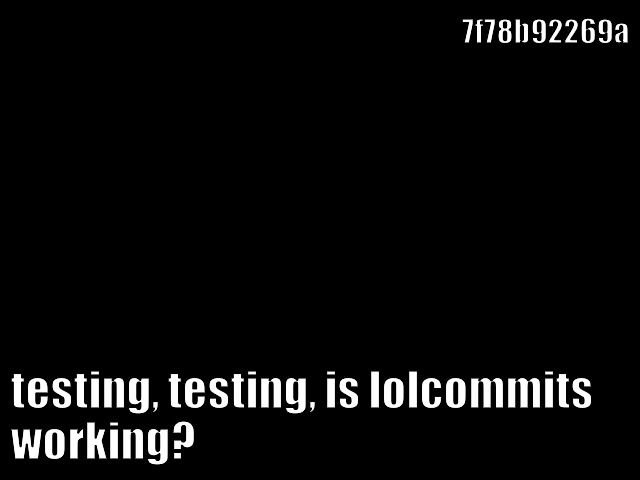 7f78b92269a
testing, testing, is lolcommits
working?